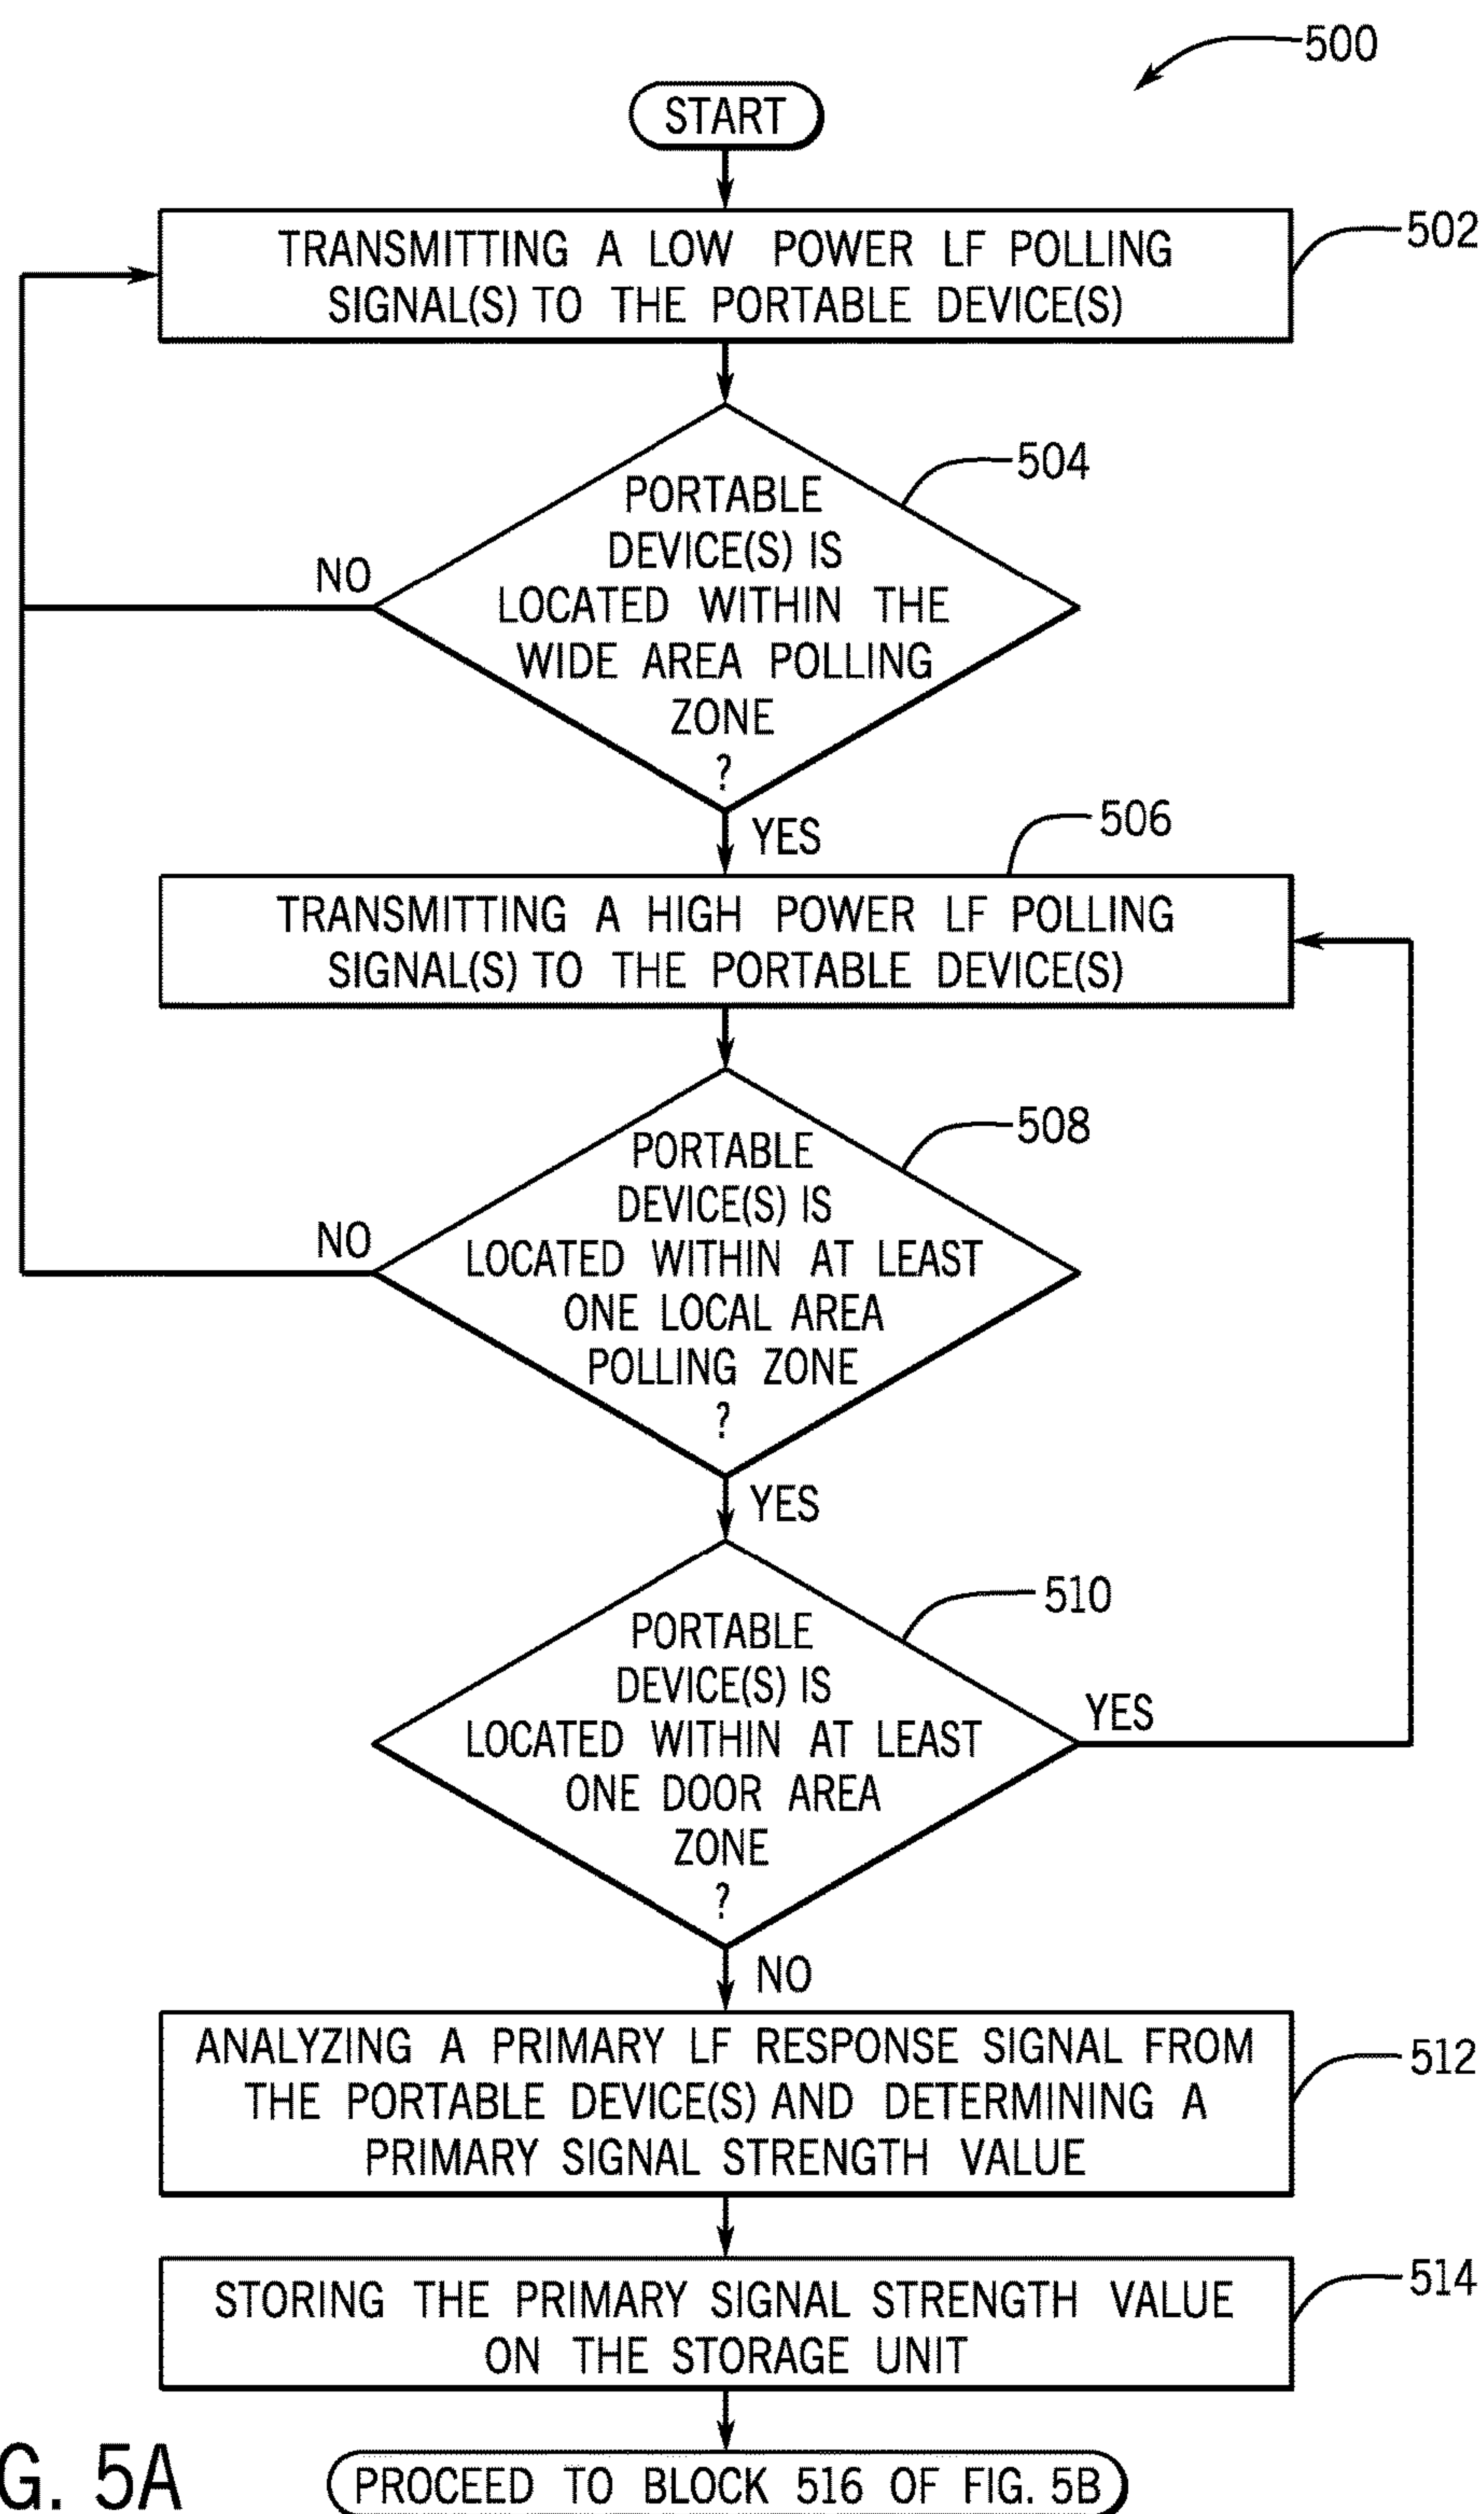 500
START
TRANSMITTING A LOW POWER LF POLLING
SIGNAL(S) TO THE PORTABLE DEVICE(S)
502
504
PORTABLE
DEVICE(S) IS
LOCATED WITHIN THE
WIDE AREA POLLING
ZONE
?
NO
YES
506
TRANSMITTING A HIGH POWER LF POLLING
SIGNAL(S) TO THE PORTABLE DEVICE(S)
508
PORTABLE
DEVICE(S) IS
LOCATED WITHIN AT LEAST
ONE LOCAL AREA
POLLING ZONE
?
NO
YES
510
PORTABLE
DEVICE(S) IS
LOCATED WITHIN AT LEAST
ONE DOOR AREA
ZONE
?
YES
NO
ANALYZING A PRIMARY LF RESPONSE SIGNAL FROM
THE PORTABLE DEVICE(S) AND DETERMINING A
PRIMARY SIGNAL STRENGTH VALUE
512
STORING THE PRIMARY SIGNAL STRENGTH VALUE
ON THE STORAGE UNIT
514
G. 5A
PROCEED TO BLOCK 516 OF FIG. 5B